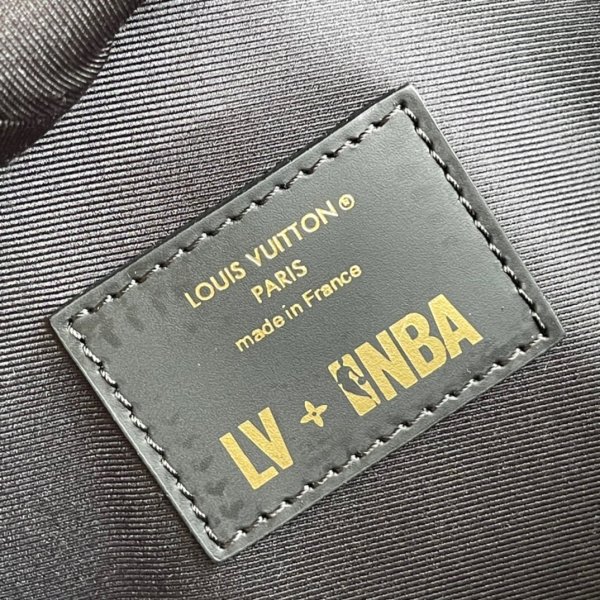 LOUIS VUITTON®
PARIS
made in France
LV NBA